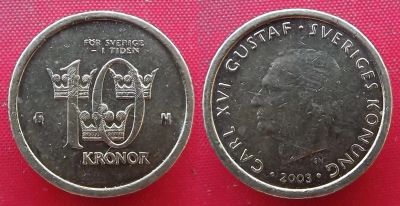 FÖR SVERIGE
– I TIDEN
10
KRONOR
CARL XVI GUSTAF · SVERIGES KONUNG
· 2003 ·